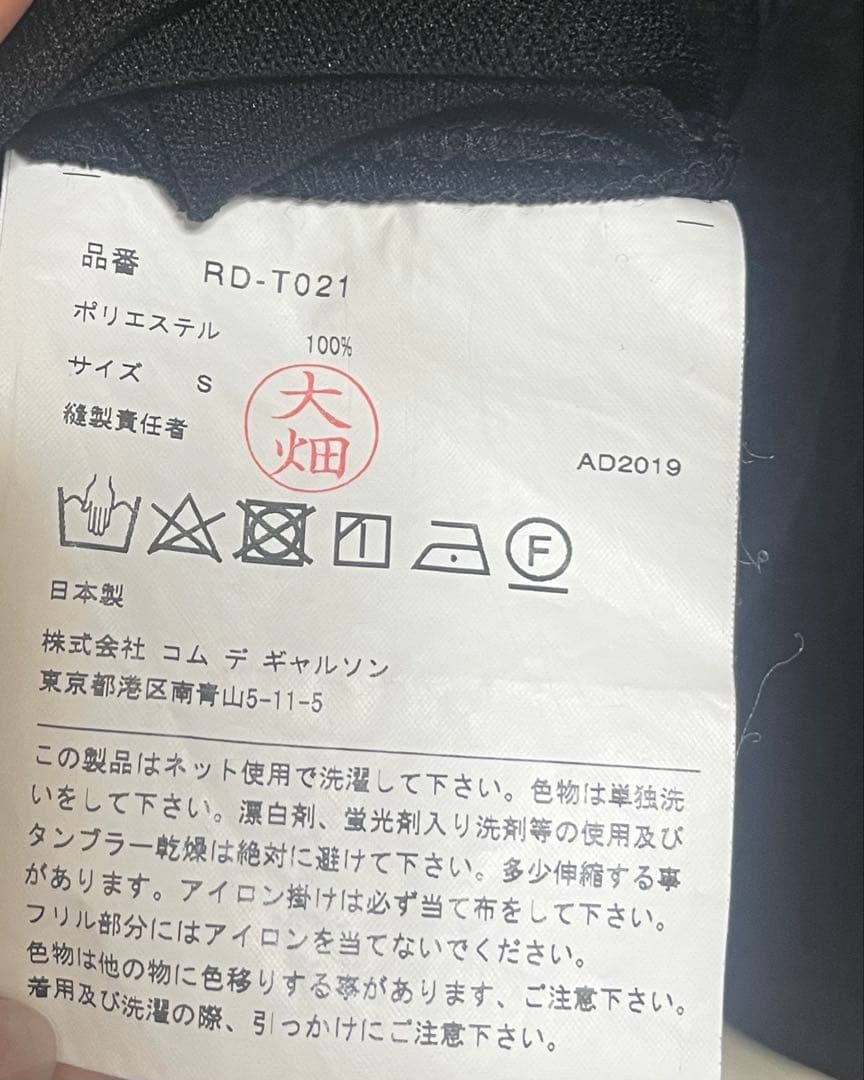 品番 RD-T021
ポリエステル 100%
サイズ S
縫製責任者
大畑
AD2019
F
日本製
株式会社 コム デ ギャルソン
東京都港区南青山5-11-5
この製品はネット使用で洗濯して下さい。色物は単独洗
いをして下さい。漂白剤、蛍光剤入り洗剤等の使用及び
タンブラー乾燥は絶対に避けて下さい。多少伸縮する事
があります。アイロン掛けは必ず当て布をして下さい。
フリル部分にはアイロンを当てないでください。
色物は他の物に色移りする事があります、ご注意下さい。
着用及び洗濯の際、引っかけにご注意下さい。